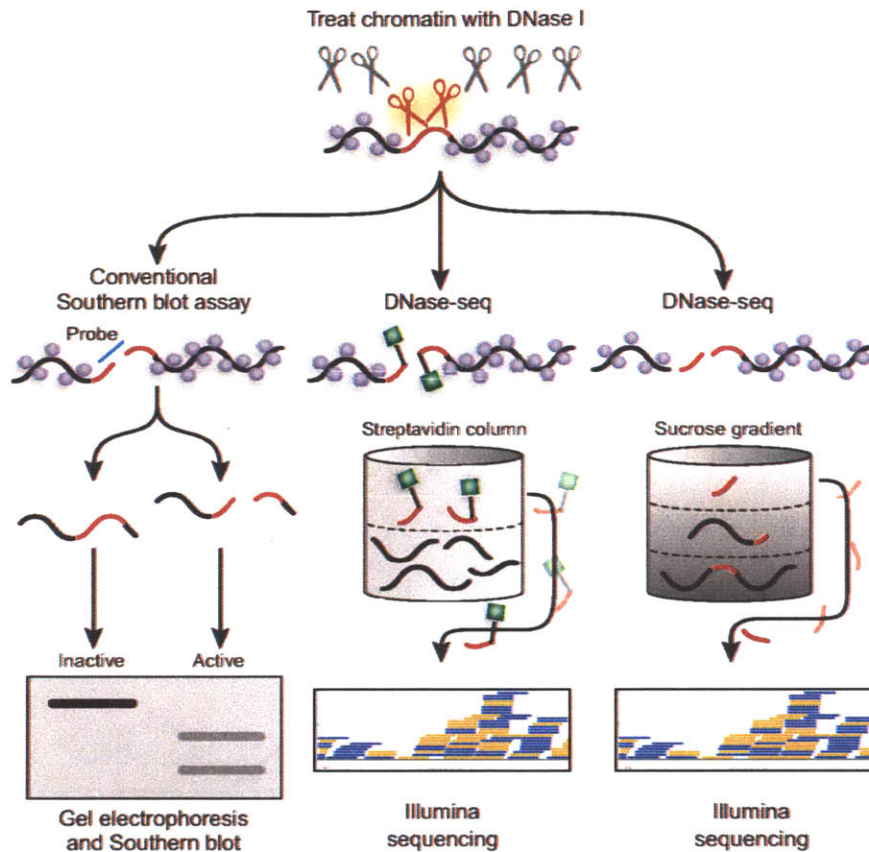 Treat chromatin with DNase I
Conventional
Southern blot assay
DNase-seq
DNase-seq
Probe
Streptavidin column
Sucrose gradient
Inactive
Active
Gel electrophoresis
and Southern blot
Illumina
sequencing
Illumina
sequencing